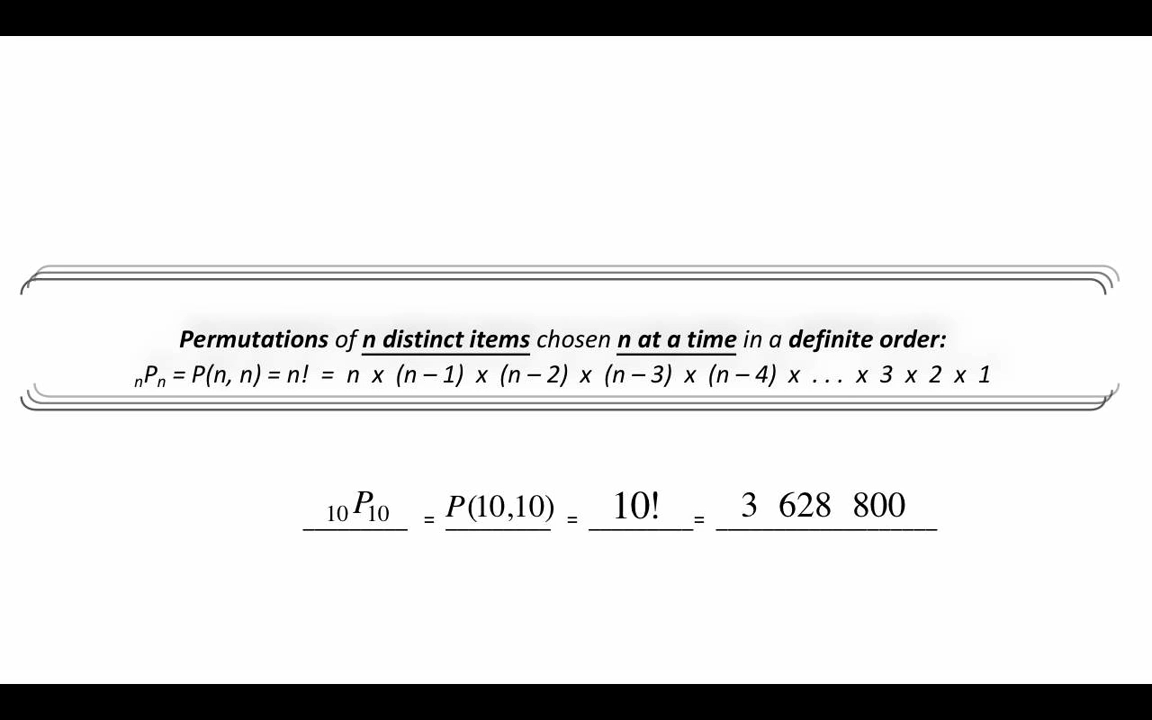 Permutations of n distinct items chosen n at a time in a definite order:
nPn = P(n, n) = n! = n x (n – 1) x (n – 2) x (n – 3) x (n – 4) x . . . x 3 x 2 x 1
10P10 = P(10,10) = 10! = 3 628 800